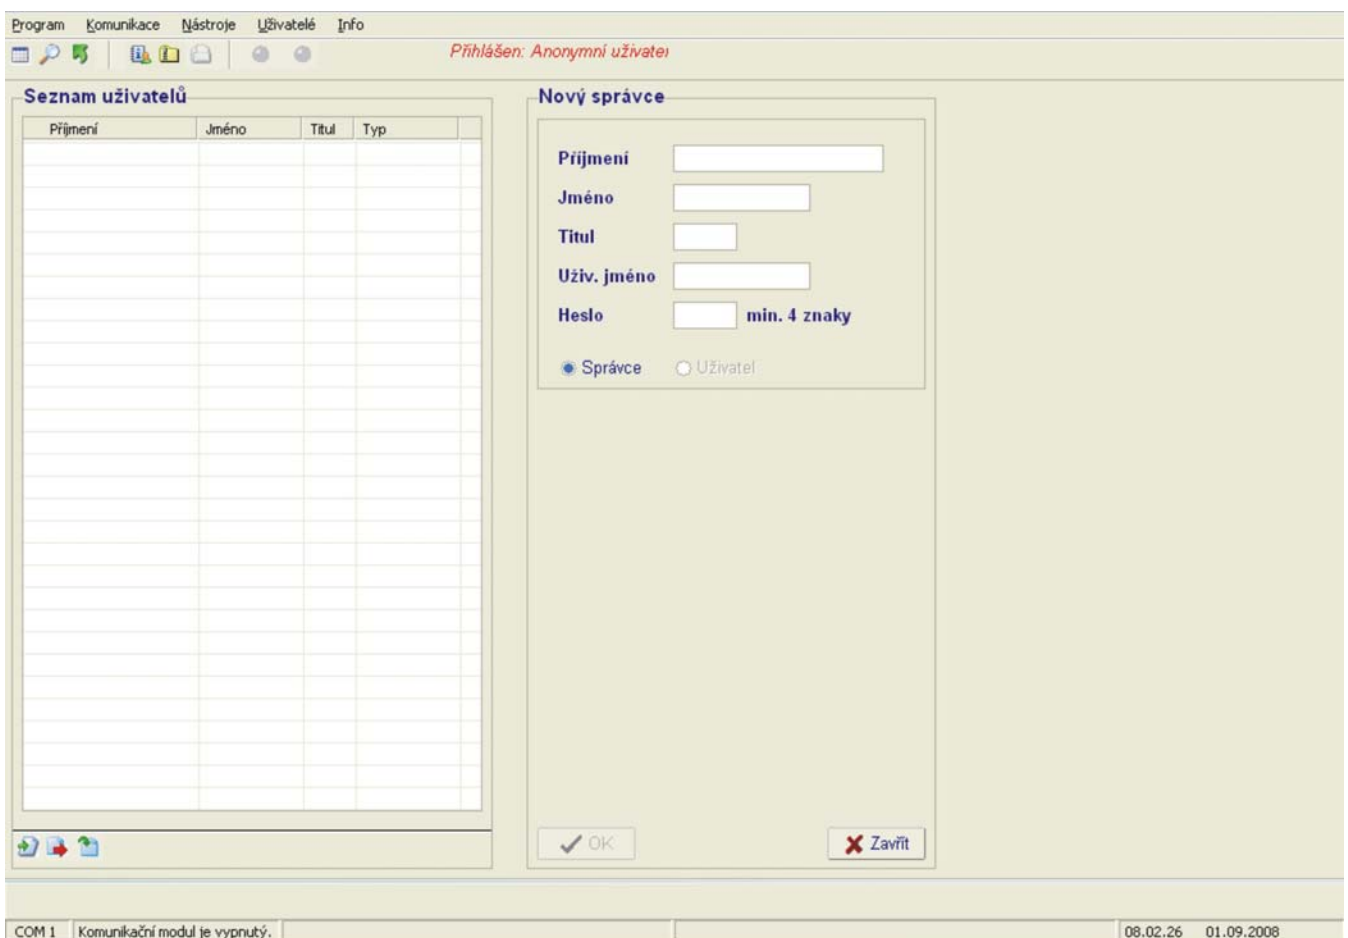 Program Komunikace Nástroje Uživatelé Info
Přihlášen: Anonymní uživatel
Seznam uživatelů
Příjmení Jméno Titul Typ
Nový správce
Příjmení
Jméno
Titul
Uživ. jméno
Heslo min. 4 znaky
Správce Uživatel
OK Zavřít
COM 1 Komunikační modul je vypnutý. 08.02.26 01.09.2008